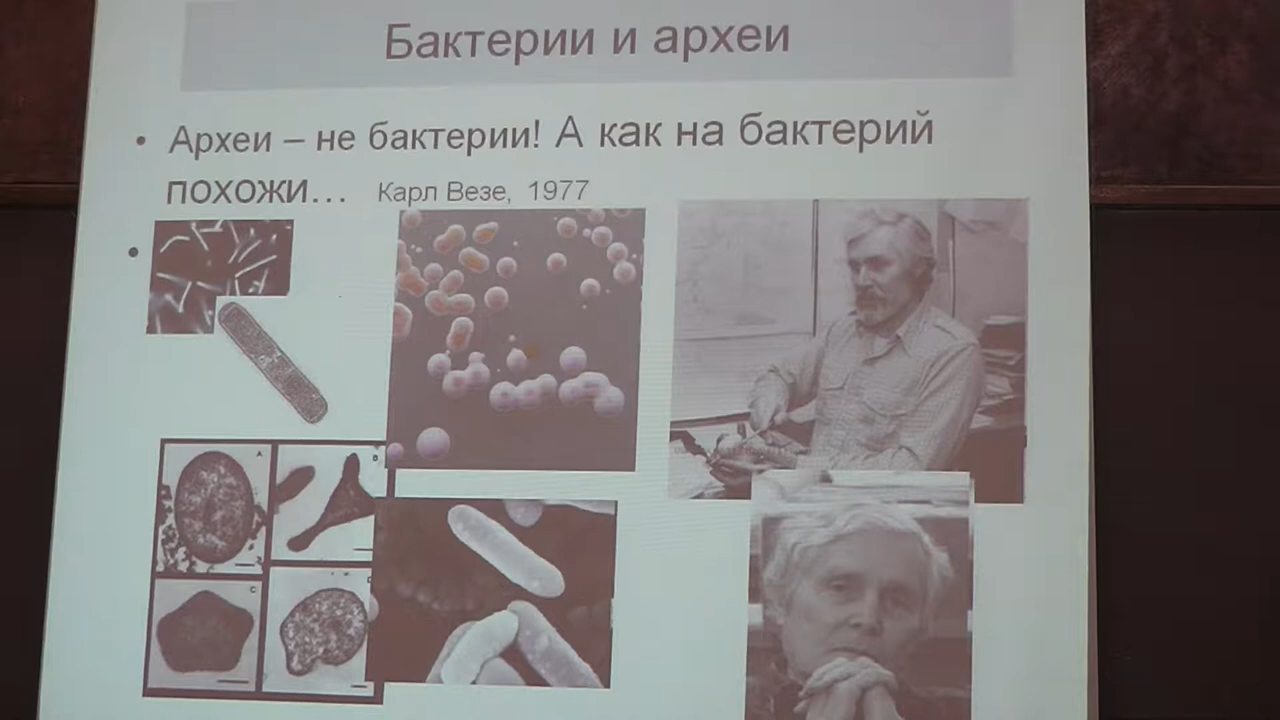 Бактерии и археи
• Археи – не бактерии! А как на бактерий
похожи... Карл Везе, 1977
•
A
B
C